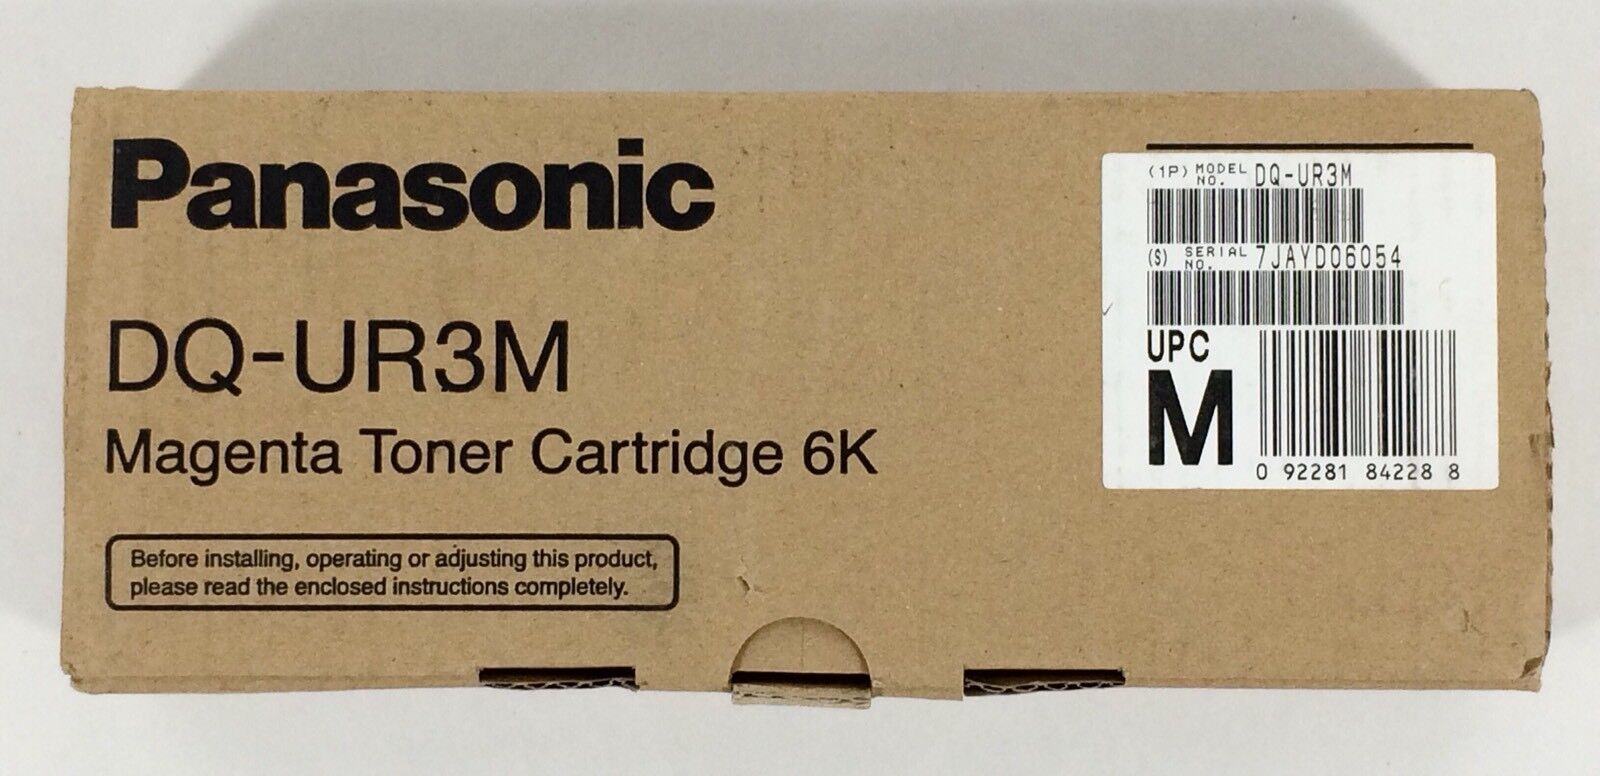 Panasonic
DQ-UR3M
Magenta Toner Cartridge 6K
Before installing, operating or adjusting this product,
please read the enclosed instructions completely.
(1P) MODEL NO. DQ-UR3M
(S) SERIAL NO. 7JAYD06054
UPC
M
0 92281 84228 8